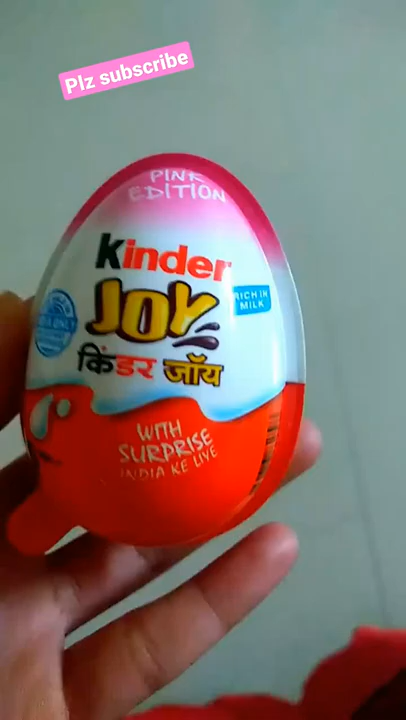 Plz subscribe
PINK
EDITION
kinder
JOY
RICH IN
MILK
किंडर जॉय
WITH
SURPRISE
INDIA KE LIYE